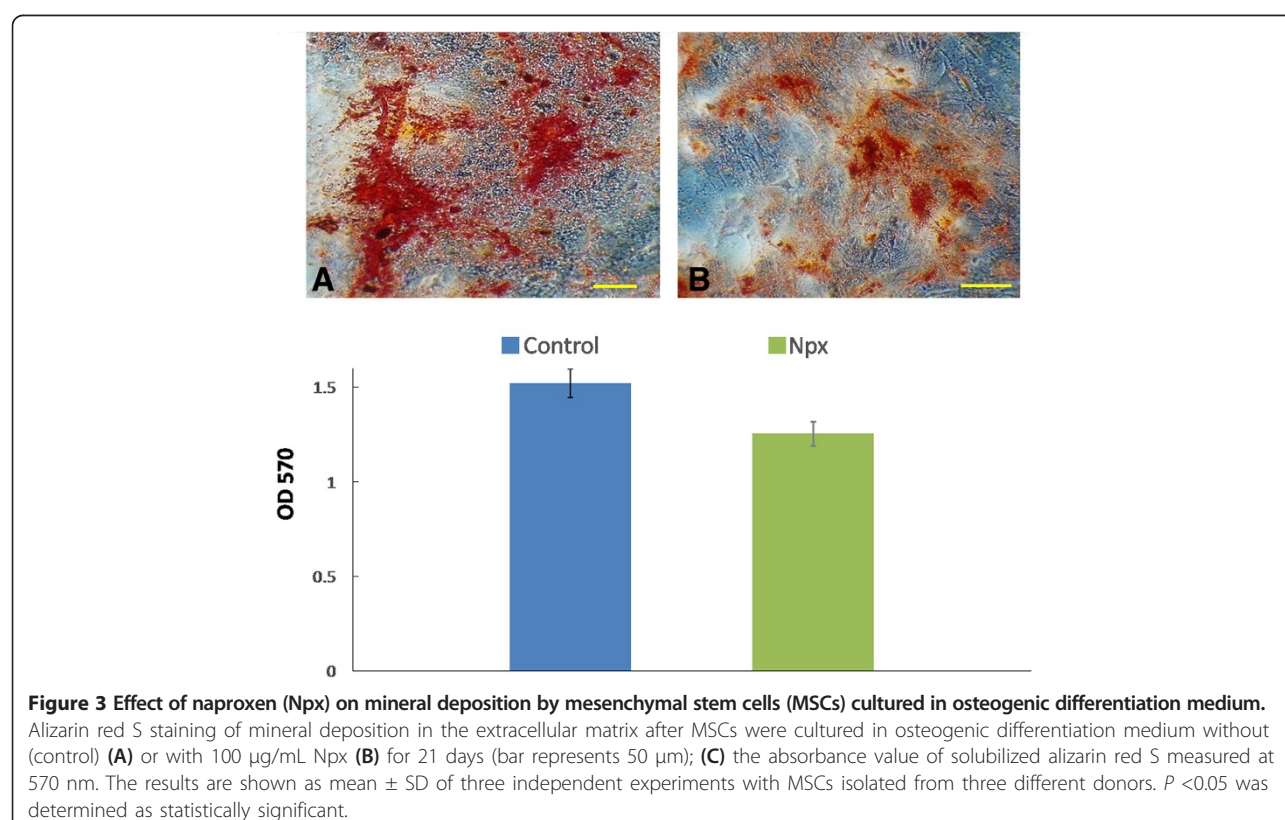 A
B
Control
Npx
1.5
1
0.5
0
OD 570
Figure 3 Effect of naproxen (Npx) on mineral deposition by mesenchymal stem cells (MSCs) cultured in osteogenic differentiation medium.
Alizarin red S staining of mineral deposition in the extracellular matrix after MSCs were cultured in osteogenic differentiation medium without
(control) (A) or with 100 μg/mL Npx (B) for 21 days (bar represents 50 μm); (C) the absorbance value of solubilized alizarin red S measured at
570 nm. The results are shown as mean ± SD of three independent experiments with MSCs isolated from three different donors. P <0.05 was
determined as statistically significant.